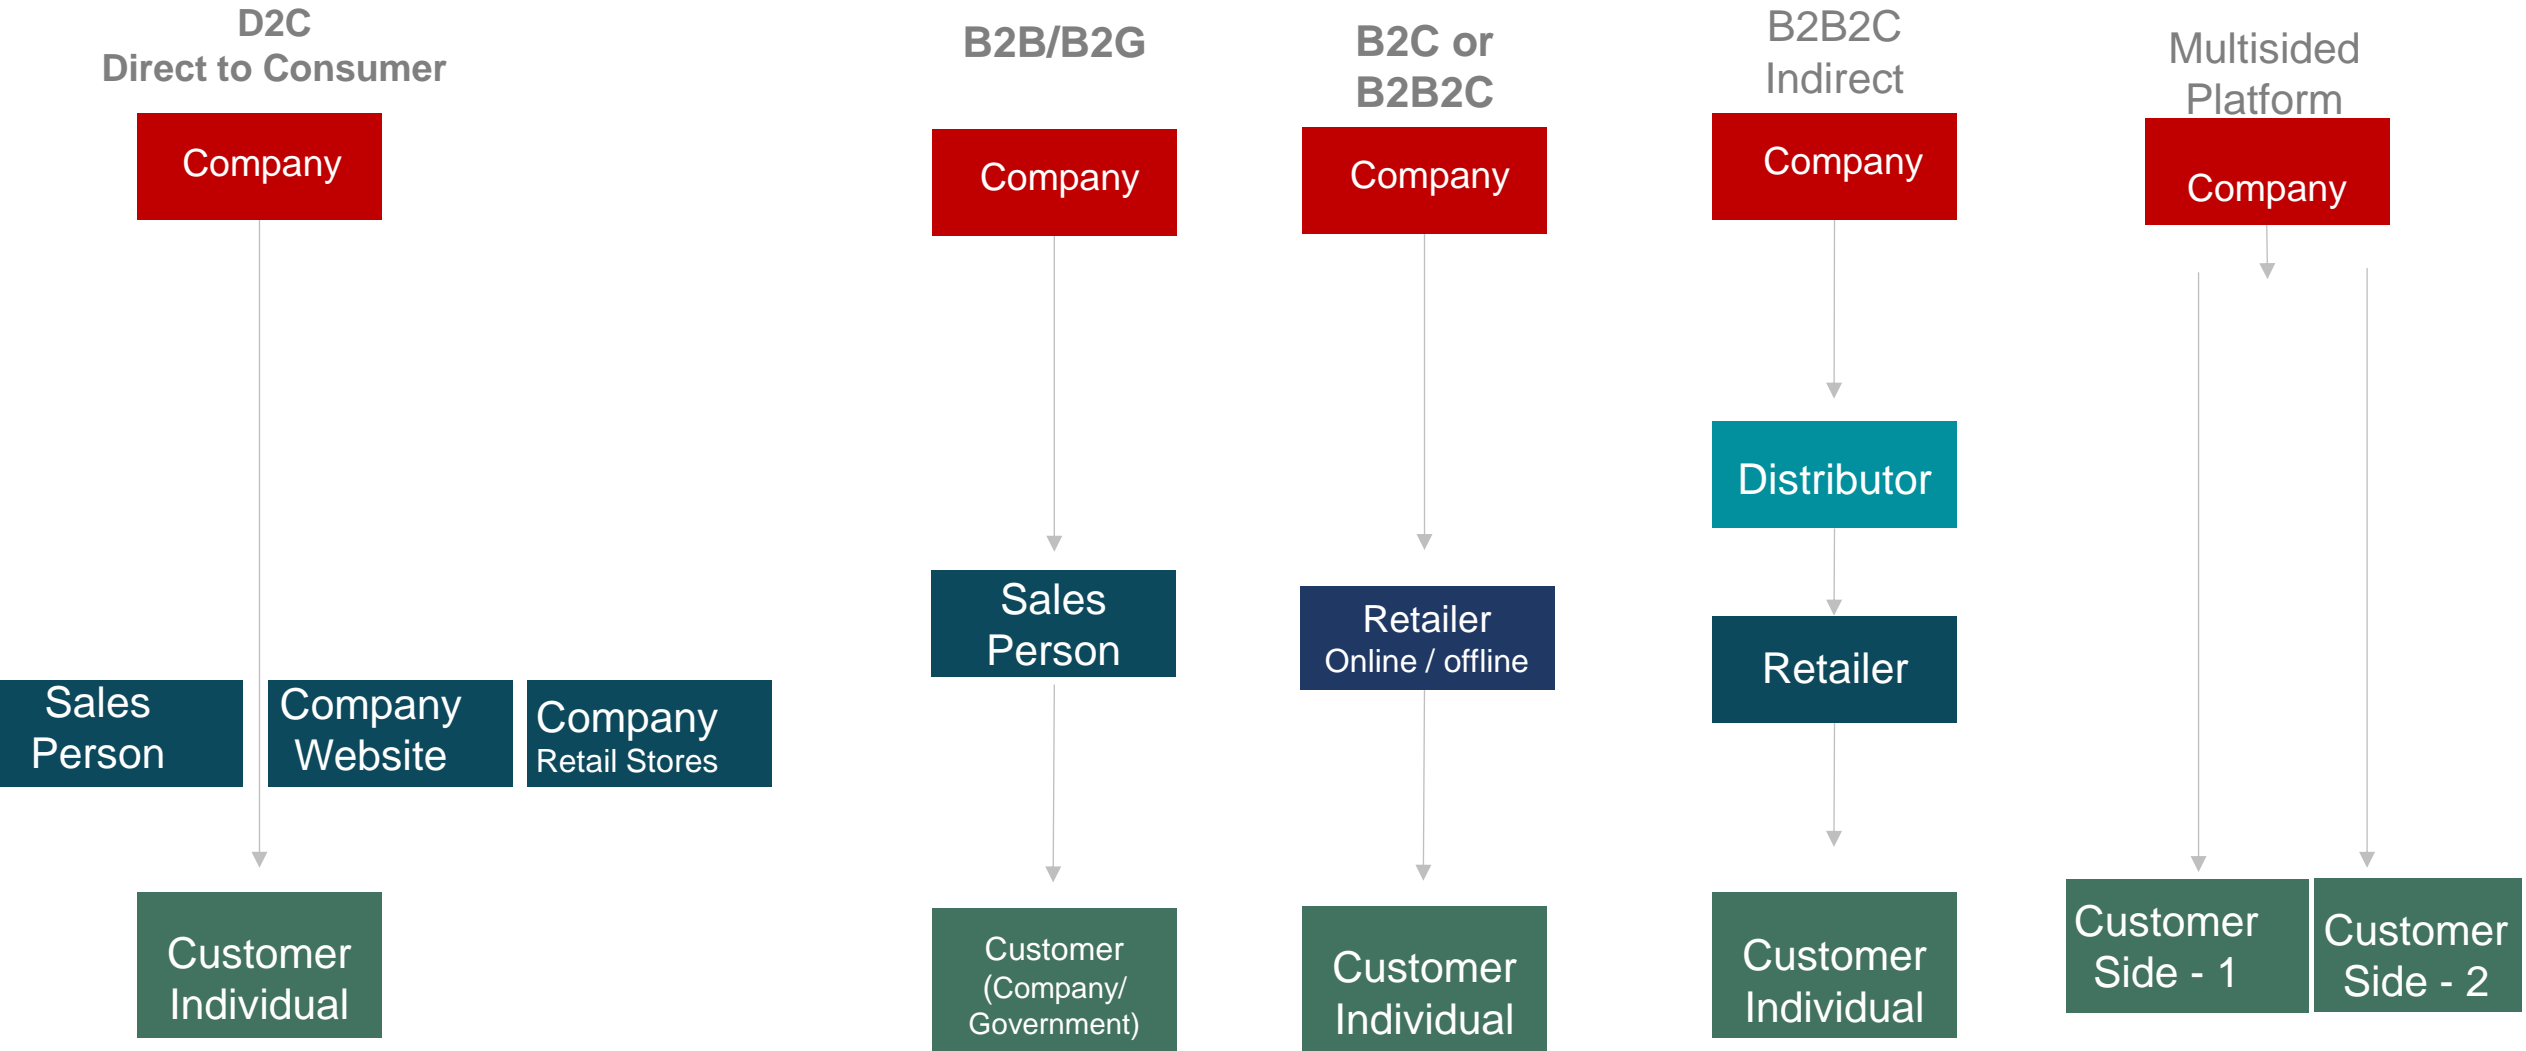 D2C
Direct to Consumer
Company
Sales
Person
Company
Website
Company
Retail Stores
Customer
Individual
B2B/B2G
Company
Sales
Person
Customer
(Company/
Government)
B2C or
B2B2C
Company
Retailer
Online / offline
Customer
Individual
B2B2C
Indirect
Company
Distributor
Retailer
Customer
Individual
Multisided
Platform
Company
Customer
Side - 1
Customer
Side - 2